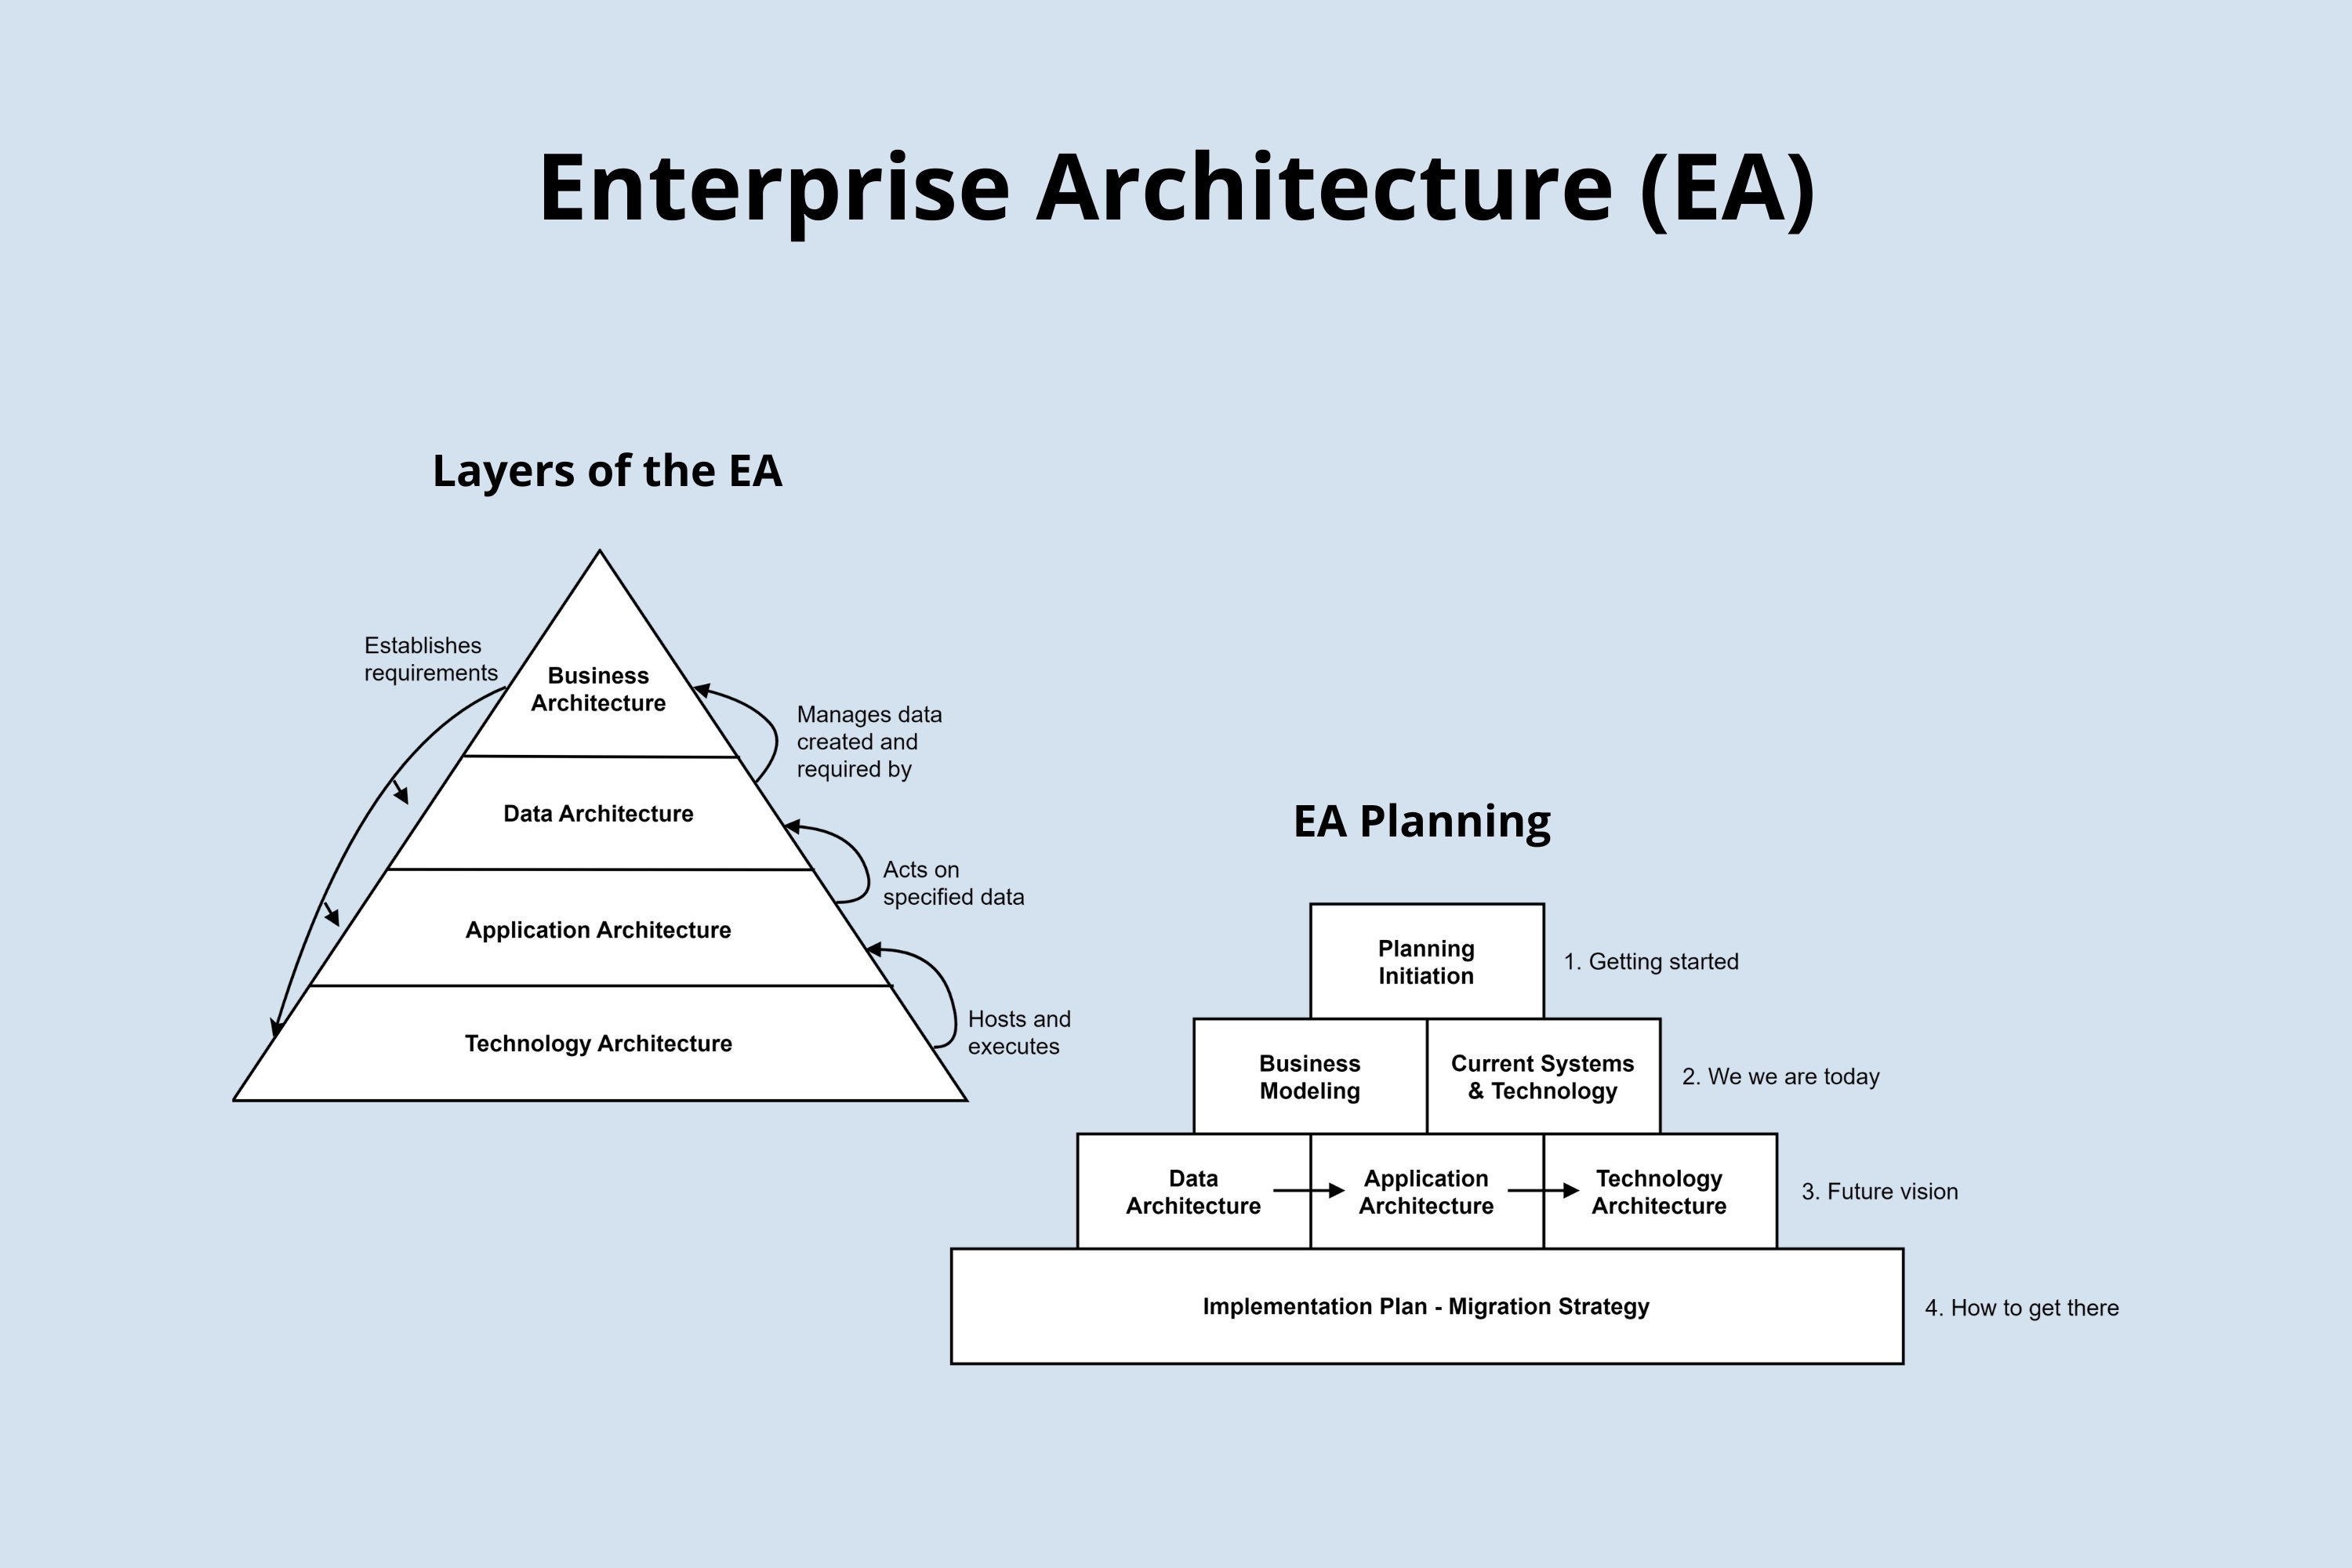 Enterprise Architecture (EA)
Layers of the EA
Establishes
requirements
Business
Architecture
Manages data
created and
required by
Data Architecture
Acts on
specified data
Application Architecture
Hosts and
executes
Technology Architecture
EA Planning
Planning
Initiation
1. Getting started
Business
Modeling
Current Systems
& Technology
2. We we are today
Data
Architecture
Application
Architecture
Technology
Architecture
3. Future vision
Implementation Plan - Migration Strategy
4. How to get there